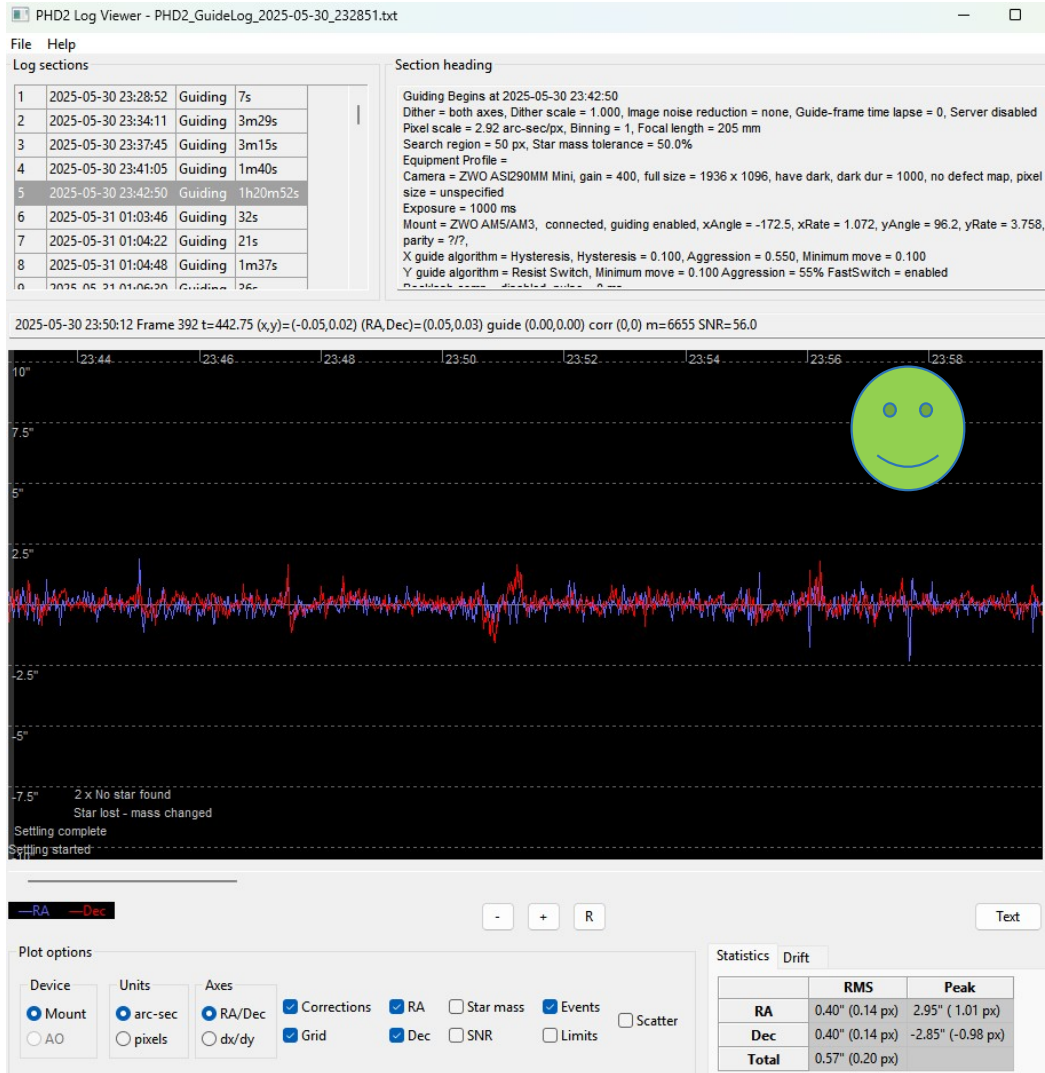 PHD2 Log Viewer - PHD2_GuideLog_2025-05-30_232851.txt
File Help
Log sections
1 2025-05-30 23:28:52 Guiding 7s
2 2025-05-30 23:34:11 Guiding 3m29s
3 2025-05-30 23:37:45 Guiding 3m15s
4 2025-05-30 23:41:05 Guiding 1m40s
5 2025-05-30 23:42:50 Guiding 1h20m52s
6 2025-05-31 01:03:46 Guiding 32s
7 2025-05-31 01:04:22 Guiding 21s
8 2025-05-31 01:04:48 Guiding 1m37s
9 2025-05-31 01:06:30 Guiding 36s
Section heading
Guiding Begins at 2025-05-30 23:42:50
Dither = both axes, Dither scale = 1.000, Image noise reduction = none, Guide-frame time lapse = 0, Server disabled
Pixel scale = 2.92 arc-sec/px, Binning = 1, Focal length = 205 mm
Search region = 50 px, Star mass tolerance = 50.0%
Equipment Profile =
Camera = ZWO ASI290MM Mini, gain = 400, full size = 1936 x 1096, have dark, dark dur = 1000, no defect map, pixel
size = unspecified
Exposure = 1000 ms
Mount = ZWO AM5/AM3, connected, guiding enabled, xAngle = -172.5, xRate = 1.072, yAngle = 96.2, yRate = 3.758,
parity = ?/?,
X guide algorithm = Hysteresis, Hysteresis = 0.100, Aggression = 0.550, Minimum move = 0.100
Y guide algorithm = Resist Switch, Minimum move = 0.100 Aggression = 55% FastSwitch = enabled
Backlash comp = disabled, pulse = 0 ms
2025-05-30 23:50:12 Frame 392 t=442.75 (x,y)=(-0.05,0.02) (RA,Dec)=(0.05,0.03) guide (0.00,0.00) corr (0,0) m=6655 SNR=56.0
23:44 23:46 23:48 23:50 23:52 23:54 23:56 23:58
10"
7.5"
5"
2.5"
-2.5"
-5"
-7.5"
2 x No star found
Star lost - mass changed
Settling complete
Settling started
-10"
RA Dec
- + R
Text
Plot options
Device Units Axes
Mount arc-sec RA/Dec Corrections RA Star mass Events
AO pixels dx/dy Grid Dec SNR Limits Scatter
Statistics Drift
RMS Peak
RA 0.40" (0.14 px) 2.95" ( 1.01 px)
Dec 0.40" (0.14 px) -2.85" (-0.98 px)
Total 0.57" (0.20 px)